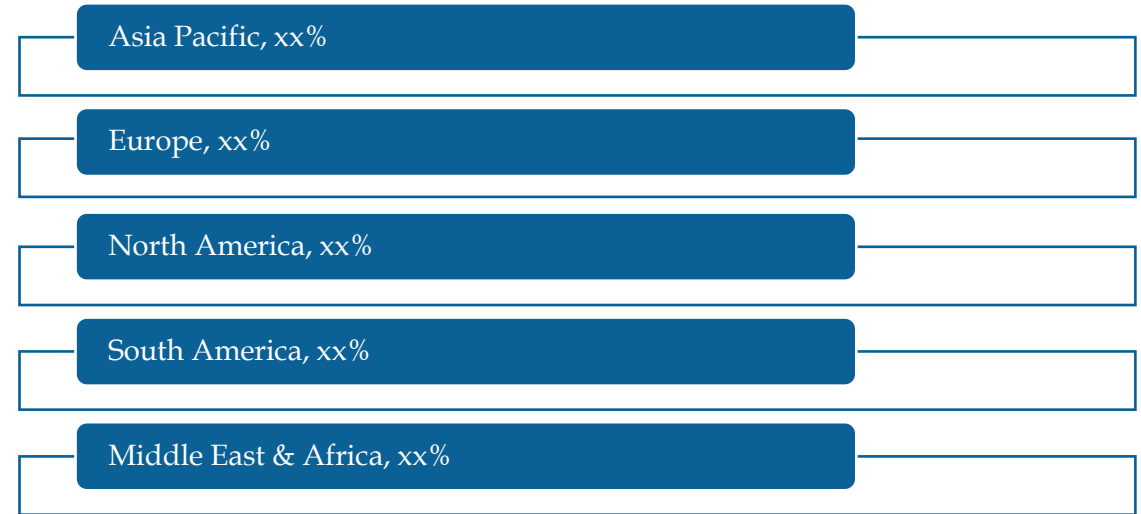 Asia Pacific, xx%
Europe, xx%
North America, xx%
South America, xx%
Middle East & Africa, xx%